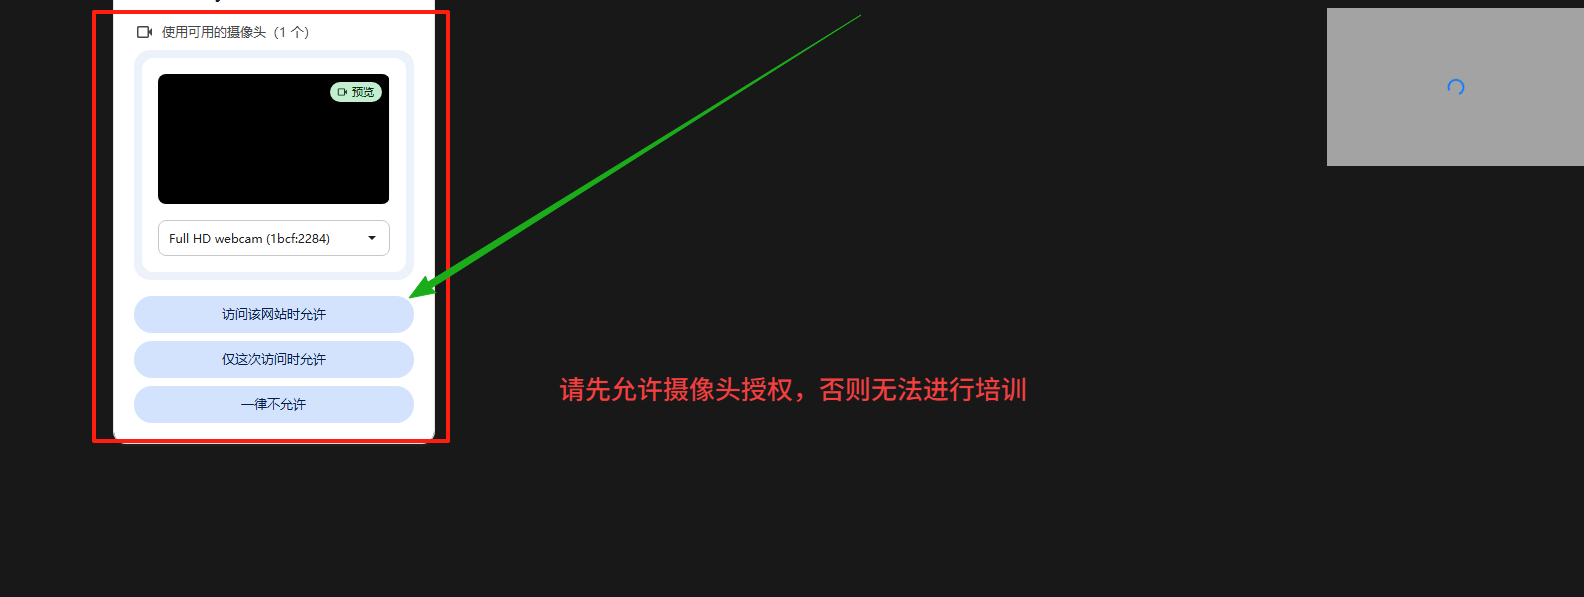 使用可用的摄像头（1 个）
预览
Full HD webcam (1bcf:2284)
访问该网站时允许
仅这次访问时允许
一律不允许
请先允许摄像头授权，否则无法进行培训